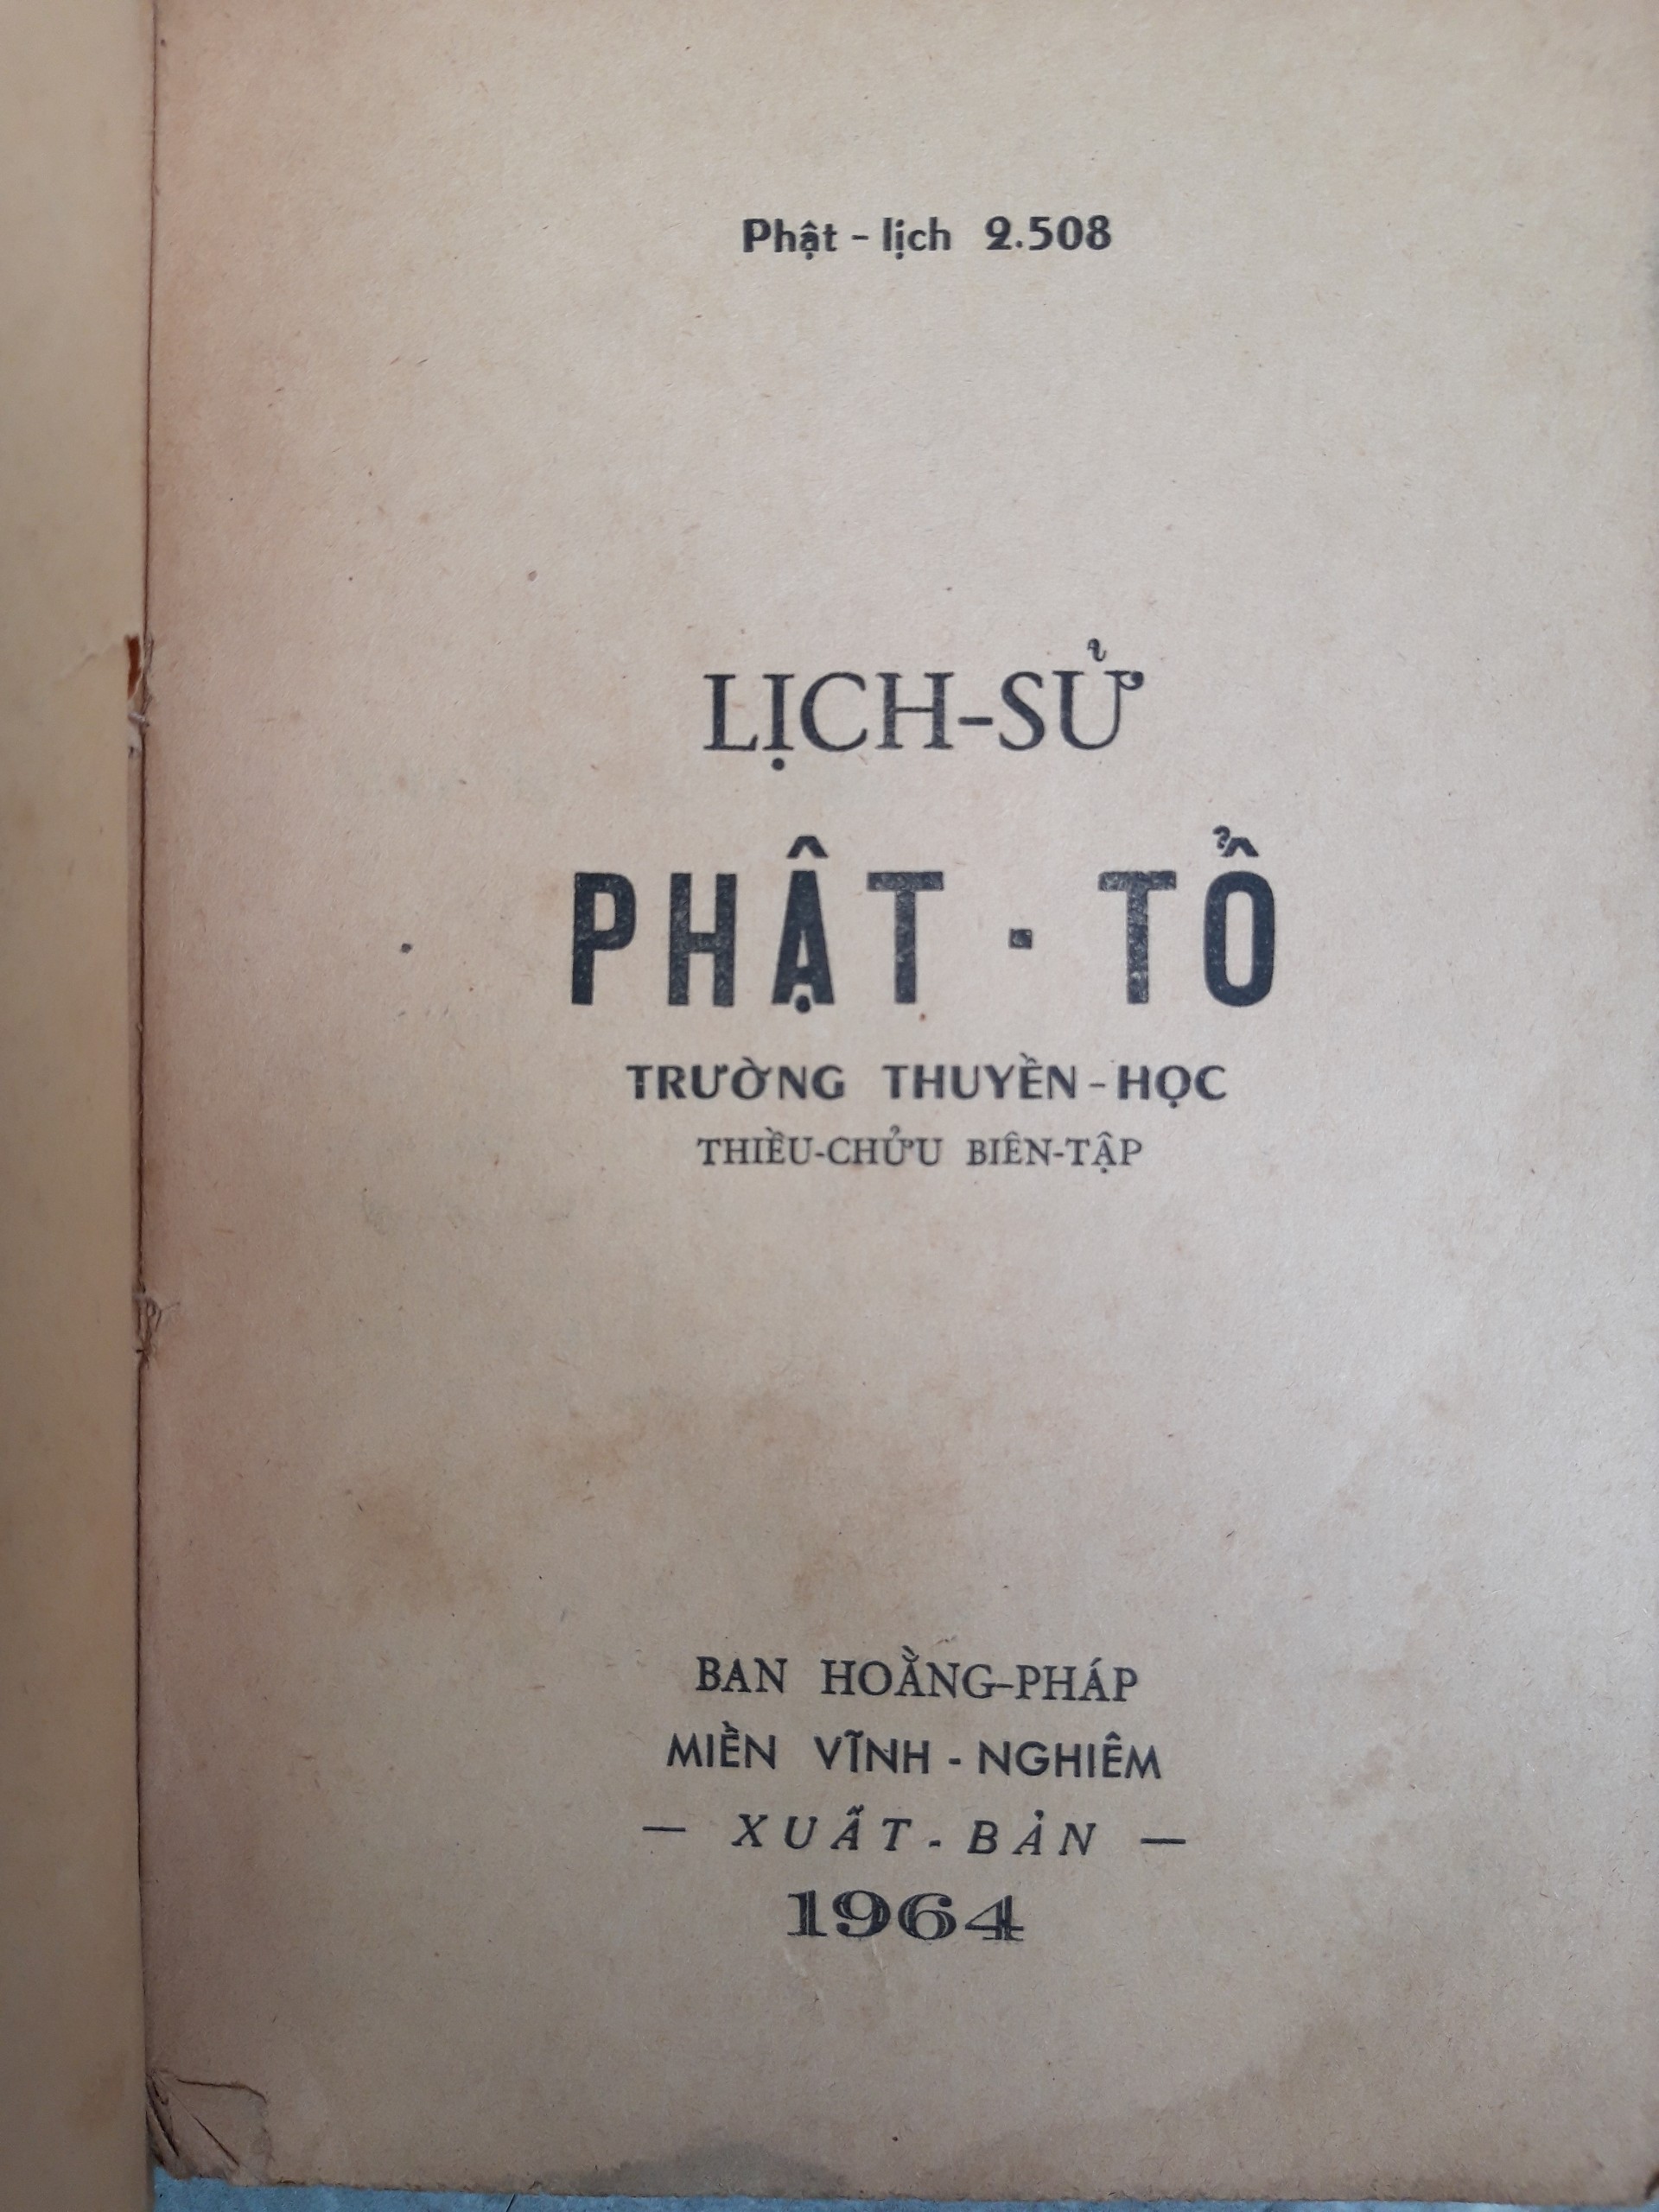 Phật - lịch 2.508
LỊCH-SỬ
PHẬT · TỔ
TRƯỜNG THUYỀN - HỌC
THIỀU-CHỬU BIÊN-TẬP
BAN HOẰNG-PHÁP
MIỀN VĨNH - NGHIÊM
— XUẪT - BẢN —
1964